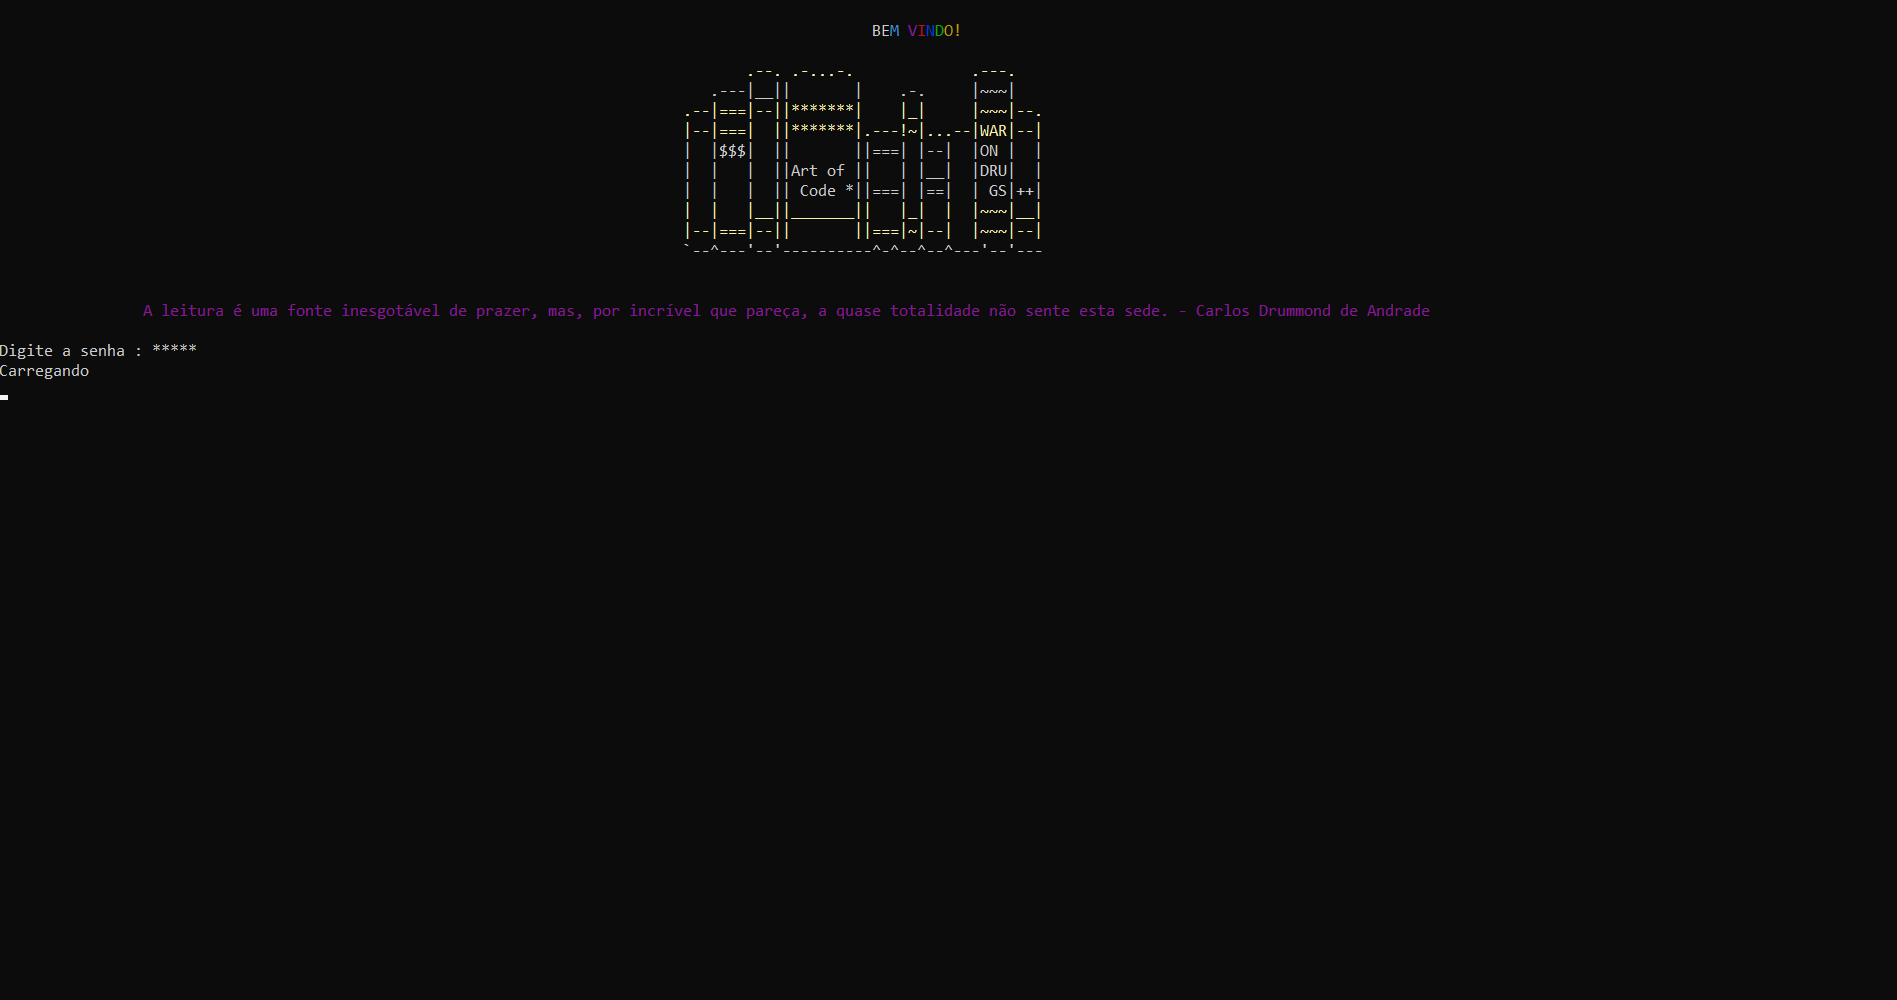 BEM VINDO!
         .--. .-...-.             .---.
   .---|__||       |    .-.     |~~~|
.--|===|--||*******|    |_|     |~~~|--.
|--|===|  ||*******|.---!~|...--|WAR|--|
|  |$$$|  ||       ||===| |--|  |ON |  |
|  |   |  ||Art of ||   | |__|  |DRU|  |
|  |   |  || Code *||===| |==|  | GS|++|
|  |   |__||_______||   |_|  |  |~~~|__|
|--|===|--||       ||===|~|--|  |~~~|--|
`--^---'--'----------^-^--^--^---'--'---
A leitura é uma fonte inesgotável de prazer, mas, por incrível que pareça, a quase totalidade não sente esta sede. - Carlos Drummond de Andrade
Digite a senha : *****
Carregando